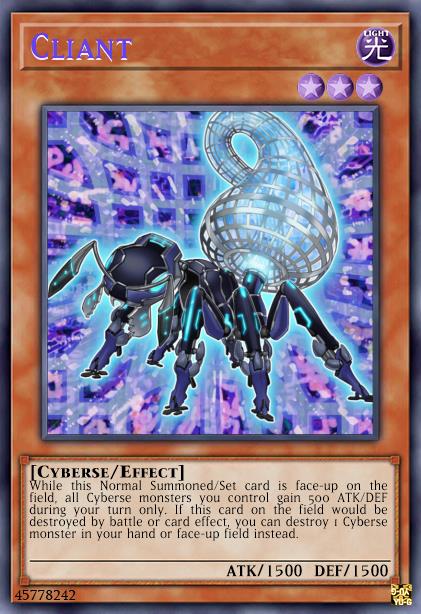 Cliant
LIGHT
光
[Cyberse/Effect]
While this Normal Summoned/Set card is face-up on the
field, all Cyberse monsters you control gain 500 ATK/DEF
during your turn only. If this card on the field would be
destroyed by battle or card effect, you can destroy 1 Cyberse
monster in your hand or face-up field instead.
ATK/1500 DEF/1500
45778242